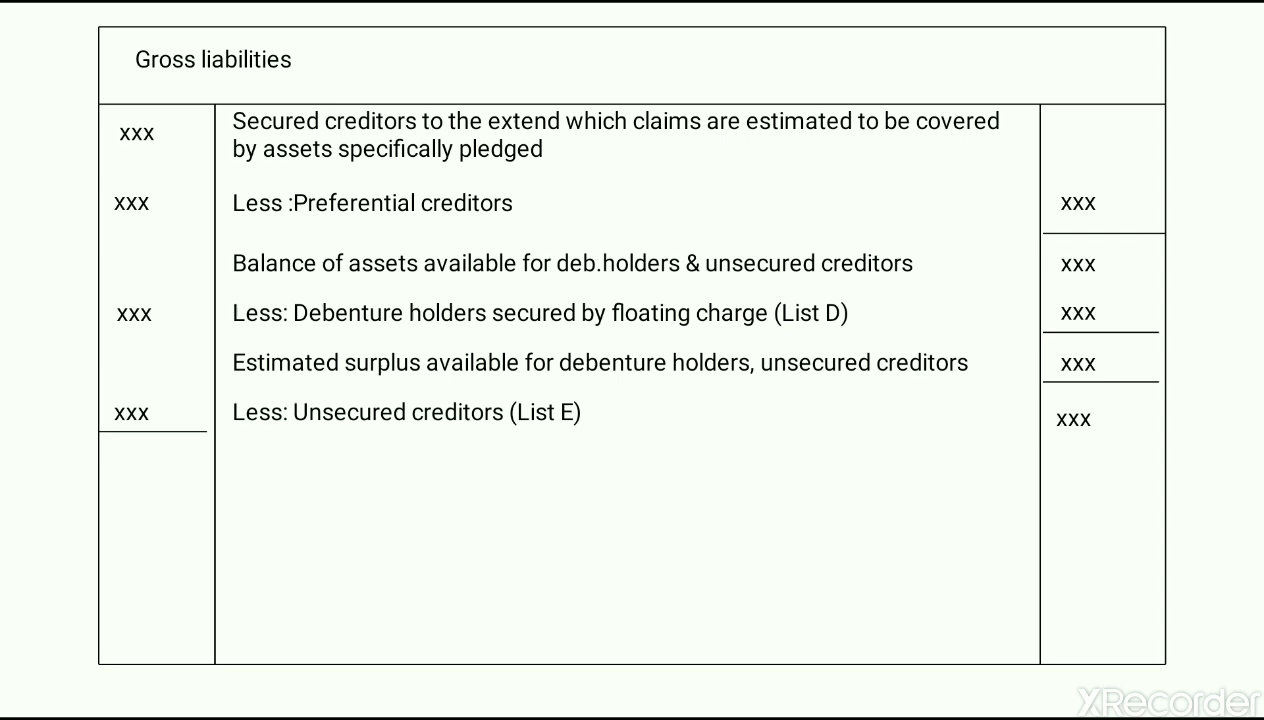 Gross liabilities
xxx Secured creditors to the extend which claims are estimated to be covered
by assets specifically pledged
xxx Less :Preferential creditors xxx
Balance of assets available for deb.holders & unsecured creditors xxx
xxx Less: Debenture holders secured by floating charge (List D) xxx
Estimated surplus available for debenture holders, unsecured creditors xxx
xxx Less: Unsecured creditors (List E) xxx
XRecorder